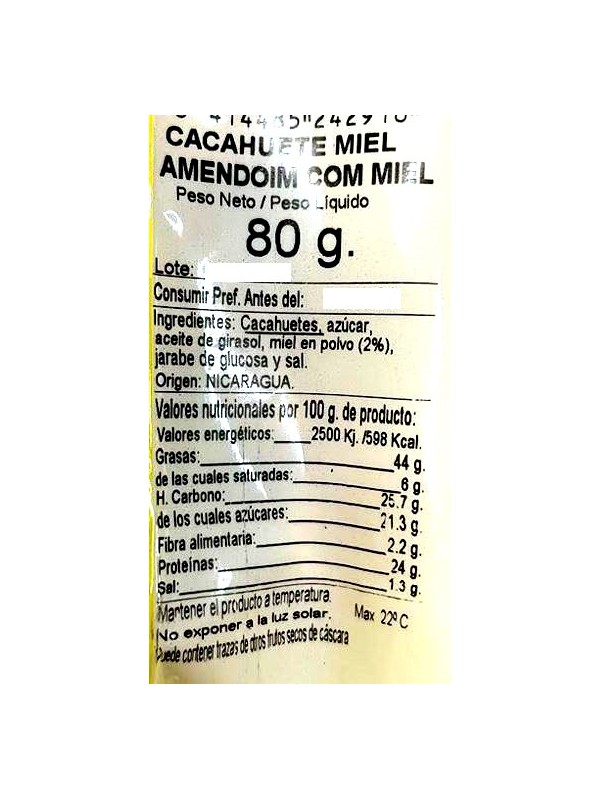 CACAHUETE MIEL
AMENDOIM COM MIEL
Peso Neto / Peso Líquido
80 g.
Lote:
Consumir Pref. Antes del:
Ingredientes: Cacahuetes, azúcar,
aceite de girasol, miel en polvo (2%),
jarabe de glucosa y sal.
Origen: NICARAGUA.
Valores nutricionales por 100 g. de producto:
Valores energéticos: 2500 Kj. /598 Kcal.
Grasas: 44 g.
de las cuales saturadas: 6 g.
H. Carbono: 25.7 g.
de los cuales azúcares: 21.3 g.
Fibra alimentaria: 2.2 g.
Proteínas: 24 g.
Sal: 1.3 g.
Mantener el producto a temperatura. Max 22º C
No exponer a la luz solar.
Puede contener trazas de otros frutos secos de cáscara